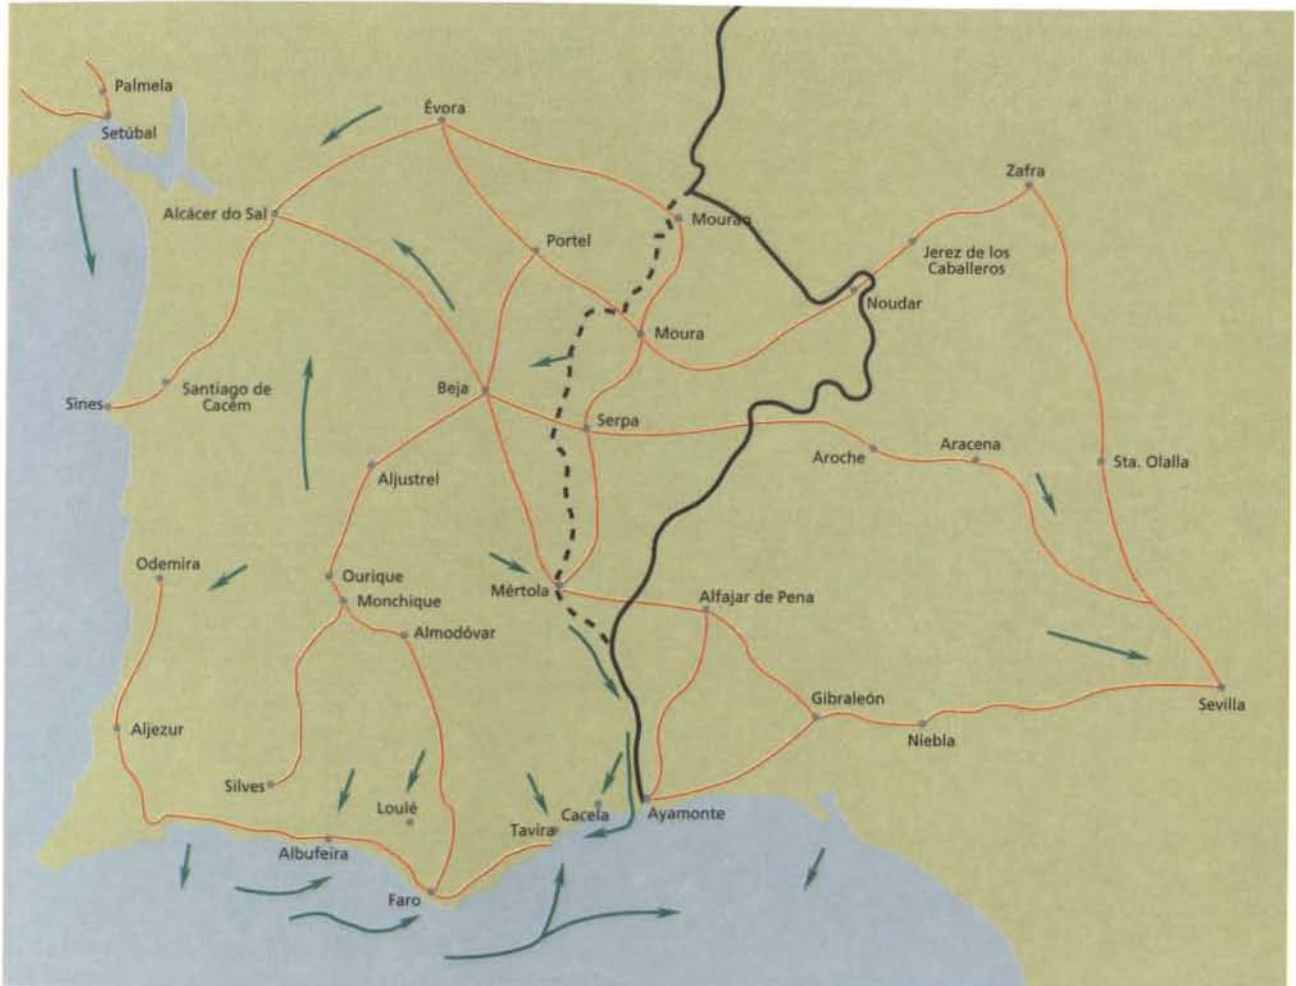 Palmela
Setúbal
Évora
Zafra
Alcácer do Sal
Mourão
Portel
Jerez de los
Caballeros
Noudar
Moura
Beja
Santiago de
Cacém
Sines
Serpa
Aroche
Aracena
Sta. Olalla
Aljustrel
Odemira
Ourique
Mértola
Alfajar de Pena
Monchique
Almodóvar
Gibraleón
Sevilla
Aljezur
Niebla
Silves
Loulé
Cacela
Ayamonte
Tavira
Albufeira
Faro